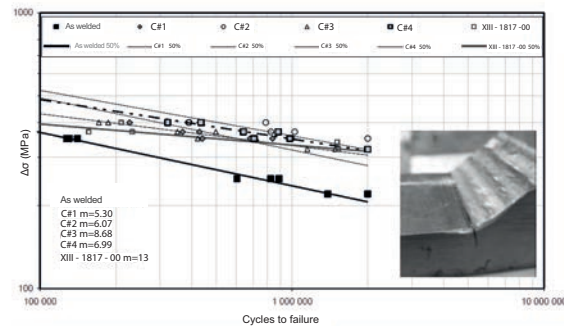 1000
As welded C#1 C#2 C#3 C#4 XIII - 1817 -00
As welded 50% C#1 50% C#2 50% C#3 50% C#4 50% XIII - 1817 -00 50%
Δσ (MPa)
As welded
C#1 m=5.30
C#2 m=6.07
C#3 m=8.68
C#4 m=6.99
XIII - 1817 - 00 m=13
100
100 000 1 000 000 10 000 000
Cycles to failure